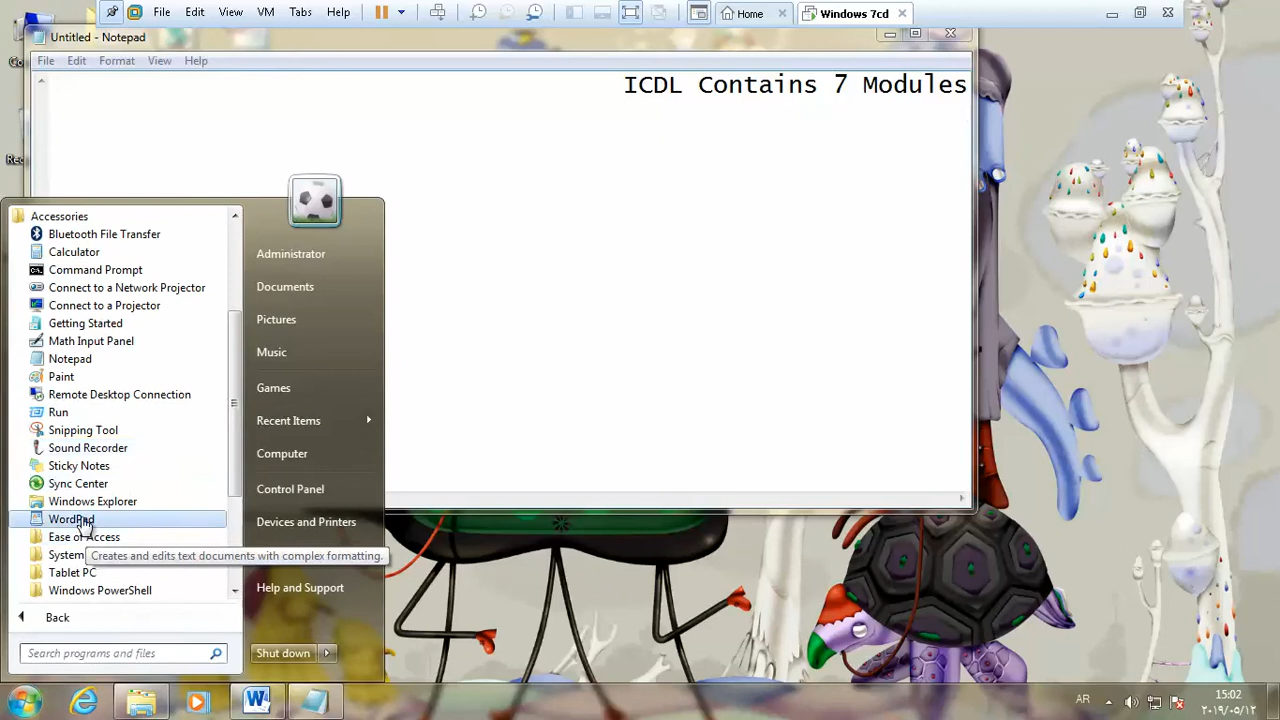 File Edit View VM Tabs Help
Home
Windows 7cd
Untitled - Notepad
File Edit Format View Help
ICDL Contains 7 Modules
Accessories
Bluetooth File Transfer
Calculator
Command Prompt
Connect to a Network Projector
Connect to a Projector
Getting Started
Math Input Panel
Notepad
Paint
Remote Desktop Connection
Run
Snipping Tool
Sound Recorder
Sticky Notes
Sync Center
Windows Explorer
WordPad
Ease of Access
System
Creates and edits text documents with complex formatting.
Tablet PC
Windows PowerShell
Back
Search programs and files
Administrator
Documents
Pictures
Music
Games
Recent Items
Computer
Control Panel
Devices and Printers
Help and Support
Shut down
AR
15:02
٢٠١٩/٠٥/١٢